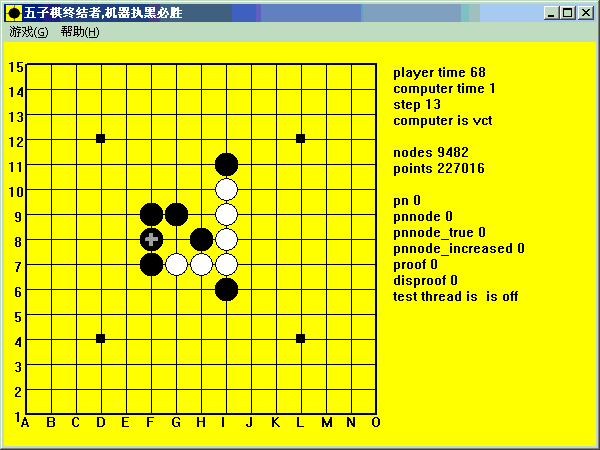 五子棋终结者,机器执黑必胜
游戏(G) 帮助(H)
15
14
13
12
11
10
9
8
7
6
5
4
3
2
1
A B C D E F G H I J K L M N O
player time 68
computer time 1
step 13
computer is vct
nodes 9482
points 227016
pn 0
pnnode 0
pnnode_true 0
pnnode_increased 0
proof 0
disproof 0
test thread is  is off